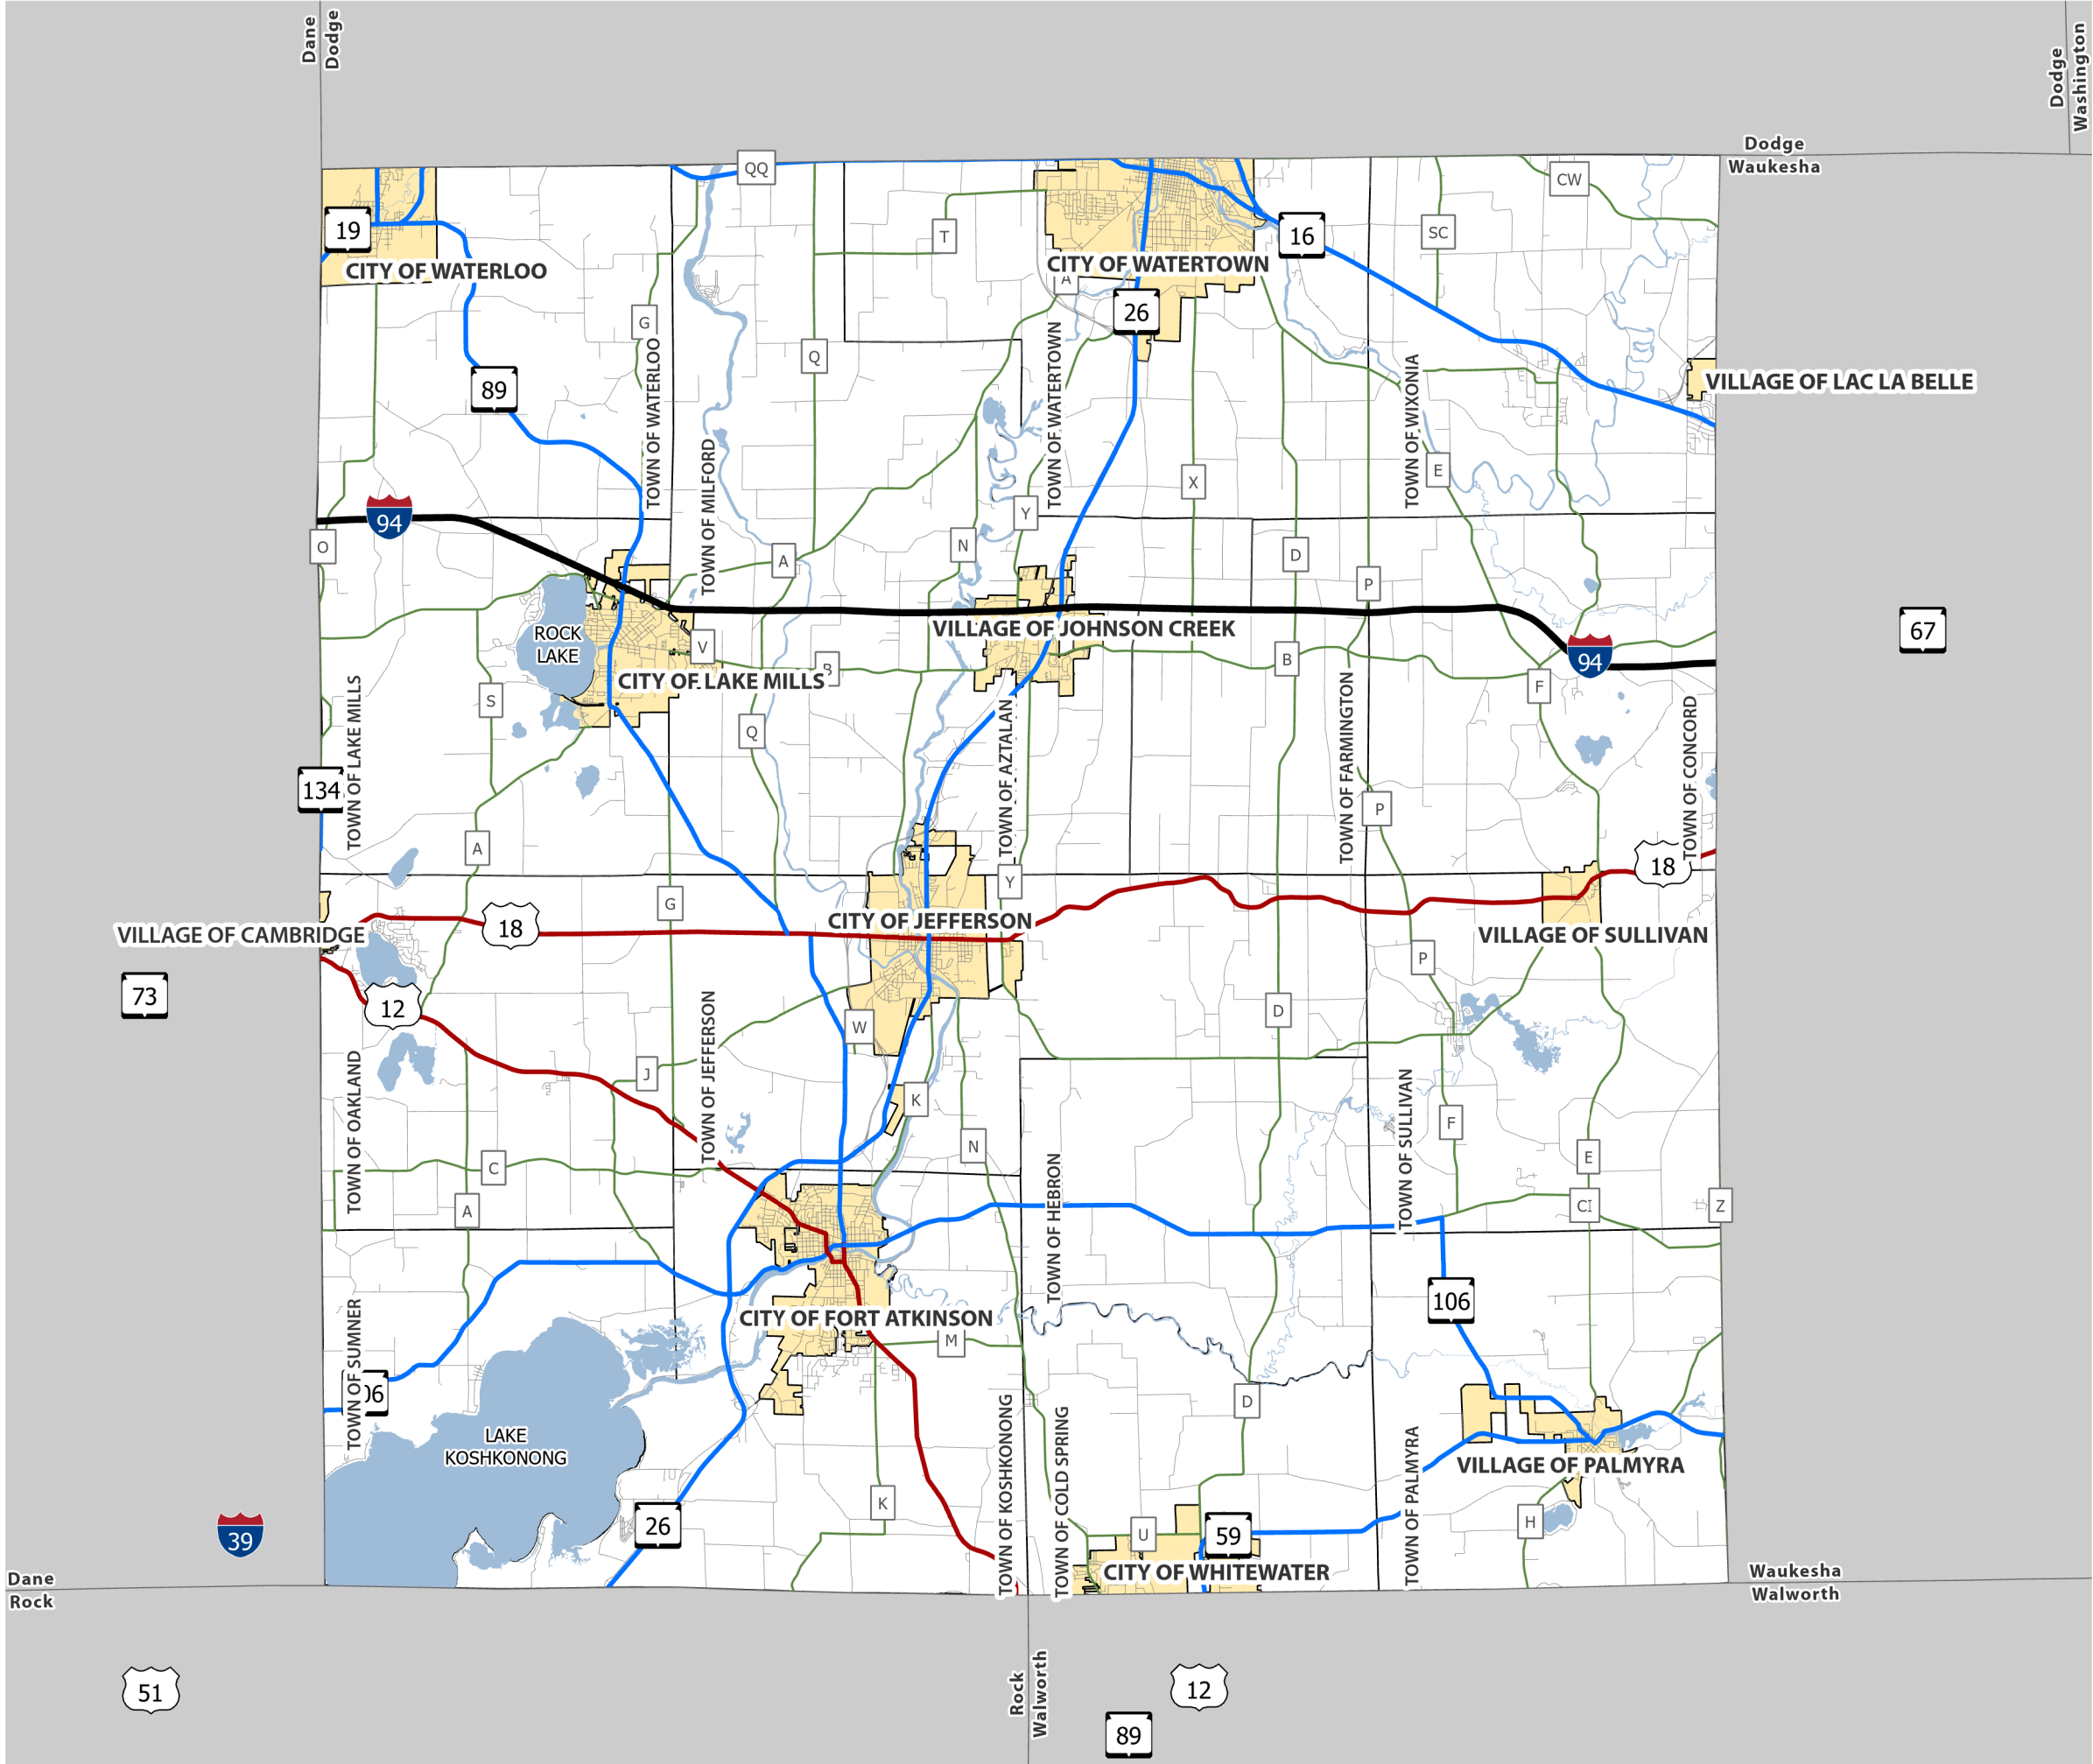 Dane
Dodge
Dodge
Washington
Dodge
Waukesha
QQ
CW
19
T
SC
16
CITY OF WATERLOO
CITY OF WATERTOWN
A
26
G
Q
89
VILLAGE OF LAC LA BELLE
TOWN OF WATERLOO
TOWN OF MILFORD
TOWN OF WATERTOWN
TOWN OF WIXONIA
E
X
Y
94
O
N
A
D
P
ROCK
LAKE
V
VILLAGE OF JOHNSON CREEK
67
B
B
94
CITY OF LAKE MILLS
F
S
Q
TOWN OF LAKE MILLS
TOWN OF AZTALAN
TOWN OF FARMINGTON
TOWN OF CONCORD
134
P
A
18
Y
G
18
CITY OF JEFFERSON
VILLAGE OF CAMBRIDGE
VILLAGE OF SULLIVAN
P
73
12
D
W
J
TOWN OF OAKLAND
TOWN OF JEFFERSON
K
TOWN OF SULLIVAN
F
N
C
E
A
CI
Z
TOWN OF HEBRON
106
CITY OF FORT ATKINSON
M
TOWN OF SUMNER
06
D
LAKE
KOSHKONONG
TOWN OF KOSHKONONG
TOWN OF COLD SPRING
TOWN OF PALMYRA
VILLAGE OF PALMYRA
K
H
26
39
U
59
CITY OF WHITEWATER
Dane
Rock
Waukesha
Walworth
Rock
Walworth
51
12
89